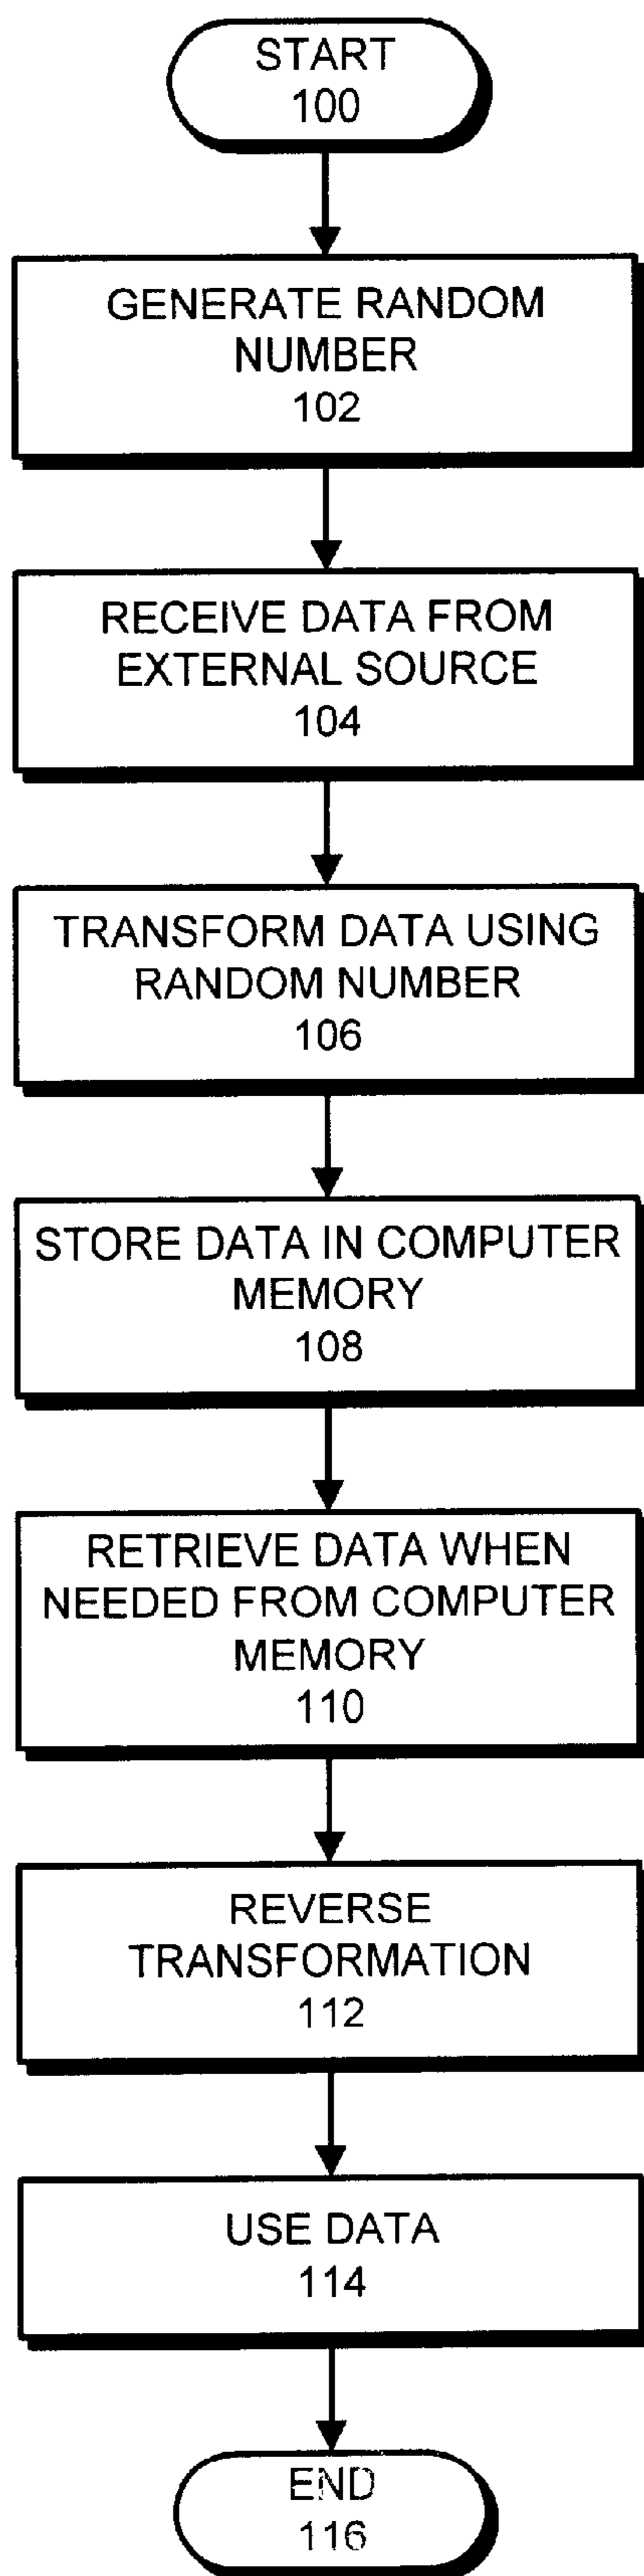 START
100
GENERATE RANDOM
NUMBER
102
RECEIVE DATA FROM
EXTERNAL SOURCE
104
TRANSFORM DATA USING
RANDOM NUMBER
106
STORE DATA IN COMPUTER
MEMORY
108
RETRIEVE DATA WHEN
NEEDED FROM COMPUTER
MEMORY
110
REVERSE
TRANSFORMATION
112
USE DATA
114
END
116